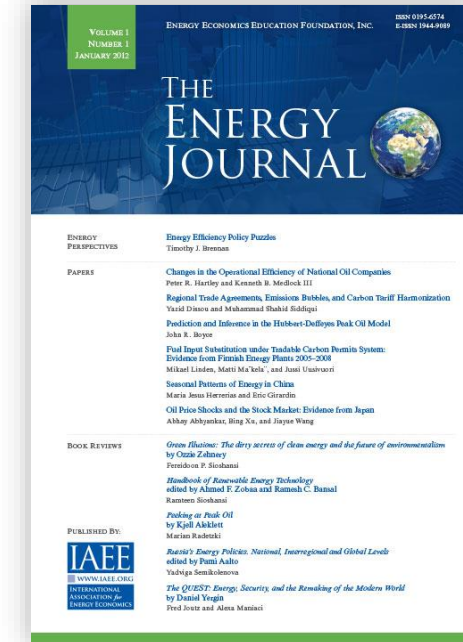 VOLUME 1
NUMBER 1
JANUARY 2012
ENERGY ECONOMICS EDUCATION FOUNDATION, INC.
ISSN 0195-6574
E-ISSN 1944-9089
THE
ENERGY
JOURNAL
ENERGY
PERSPECTIVES
Energy Efficiency Policy Puzzles
Timothy J. Brennan
PAPERS
Changes in the Operational Efficiency of National Oil Companies
Peter R. Hartley and Kenneth B. Medlock III
Regional Trade Agreements, Emissions Bubbles, and Carbon Tariff Harmonization
Yazid Dissou and Muhammad Shahid Siddiqui
Prediction and Inference in the Hubbert-Deffeyes Peak Oil Model
John R. Boyce
Fuel Input Substitution under Tradable Carbon Permits System:
Evidence from Finnish Energy Plants 2005–2008
Mikael Linden, Matti Ma¨kela¨, and Jussi Uusivuori
Seasonal Patterns of Energy in China
Maria Jesus Herrerias and Eric Girardin
Oil Price Shocks and the Stock Market: Evidence from Japan
Abhay Abhyankar, Bing Xu, and Jiayue Wang
BOOK REVIEWS
Green Illusions: The dirty secrets of clean energy and the future of environmentalism
by Ozzie Zehnery
Fereidoon P. Sioshansi
Handbook of Renewable Energy Technology
edited by Ahmed F. Zobaa and Ramesh C. Bansal
Ramteen Sioshansi
Peeking at Peak Oil
by Kjell Aleklett
Marian Radetzki
Russia's Energy Policies. National, Interregional and Global Levels
edited by Pami Aalto
Yadviga Semikolenova
The QUEST: Energy, Security, and the Remaking of the Modern World
by Daniel Yergin
Fred Joutz and Alexa Maniaci
PUBLISHED BY:
IAEE
WWW.IAEE.ORG
INTERNATIONAL
ASSOCIATION for
ENERGY ECONOMICS